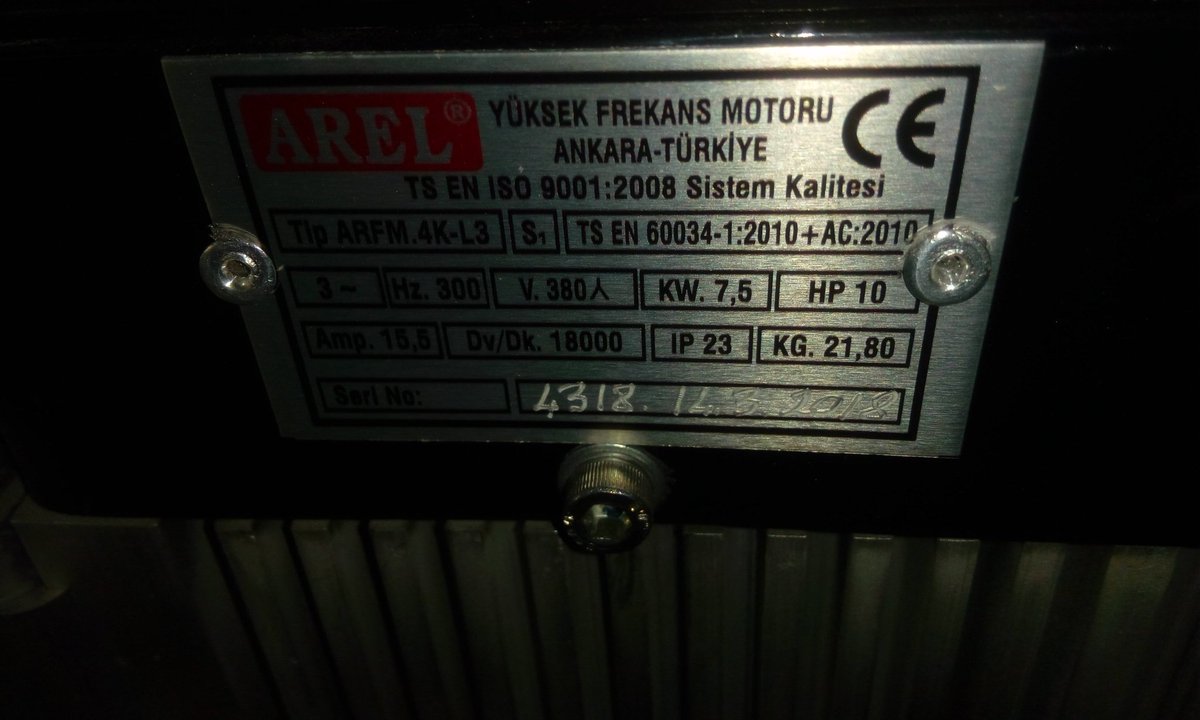 AREL® YÜKSEK FREKANS MOTORU
ANKARA-TÜRKİYE
CE
TS EN ISO 9001:2008 Sistem Kalitesi
Tip ARFM.4K-L3 S₁ TS EN 60034-1:2010+AC:2010
3 ~ Hz. 300 V. 380⅄ KW. 7,5 HP 10
Amp. 15,5 Dv/Dk. 18000 IP 23 KG. 21,80
Seri No: 4318. 14.3.2018